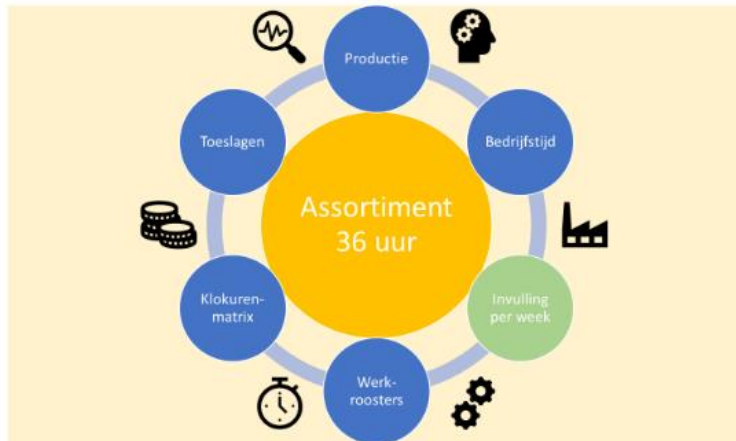 Productie
Toeslagen
Bedrijfstijd
Assortiment
36 uur
Klokuren-
matrix
Invulling
per week
Werk-
roosters